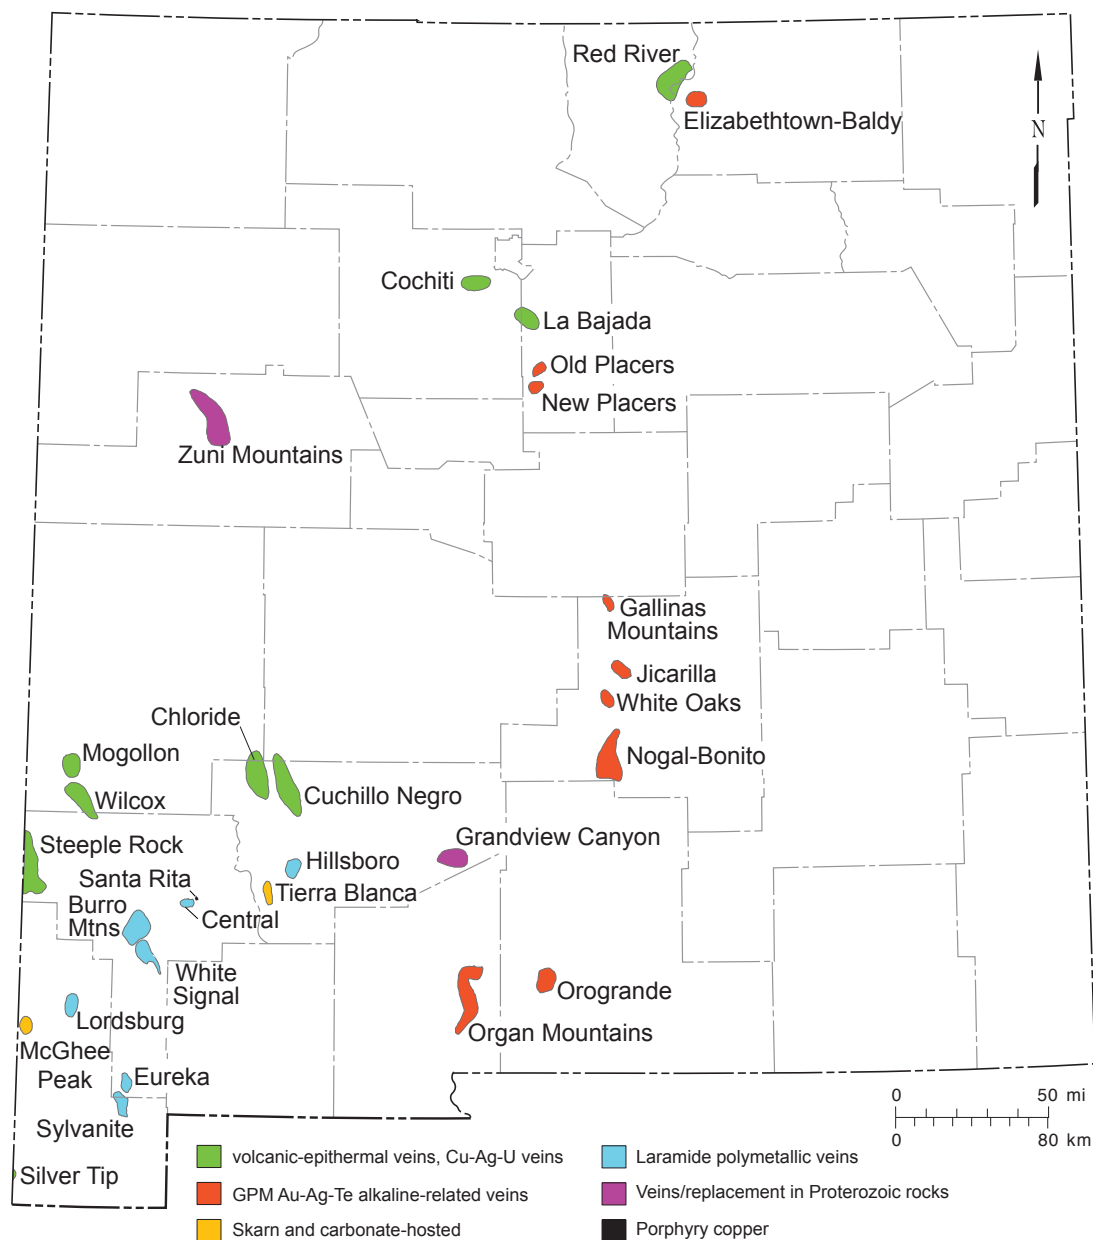 Red River
Elizabethtown-Baldy
N
Cochiti
La Bajada
Old Placers
New Placers
Zuni Mountains
Gallinas
Mountains
Jicarilla
White Oaks
Chloride
Mogollon
Nogal-Bonito
Wilcox
Cuchillo Negro
Steeple Rock
Grandview Canyon
Hillsboro
Santa Rita
Tierra Blanca
Burro
Mtns
Central
White
Signal
Orogrande
Lordsburg
Organ Mountains
McGhee
Peak
Eureka
Sylvanite
Silver Tip
0 50 mi
0 80 km
volcanic-epithermal veins, Cu-Ag-U veins
GPM Au-Ag-Te alkaline-related veins
Skarn and carbonate-hosted
Laramide polymetallic veins
Veins/replacement in Proterozoic rocks
Porphyry copper